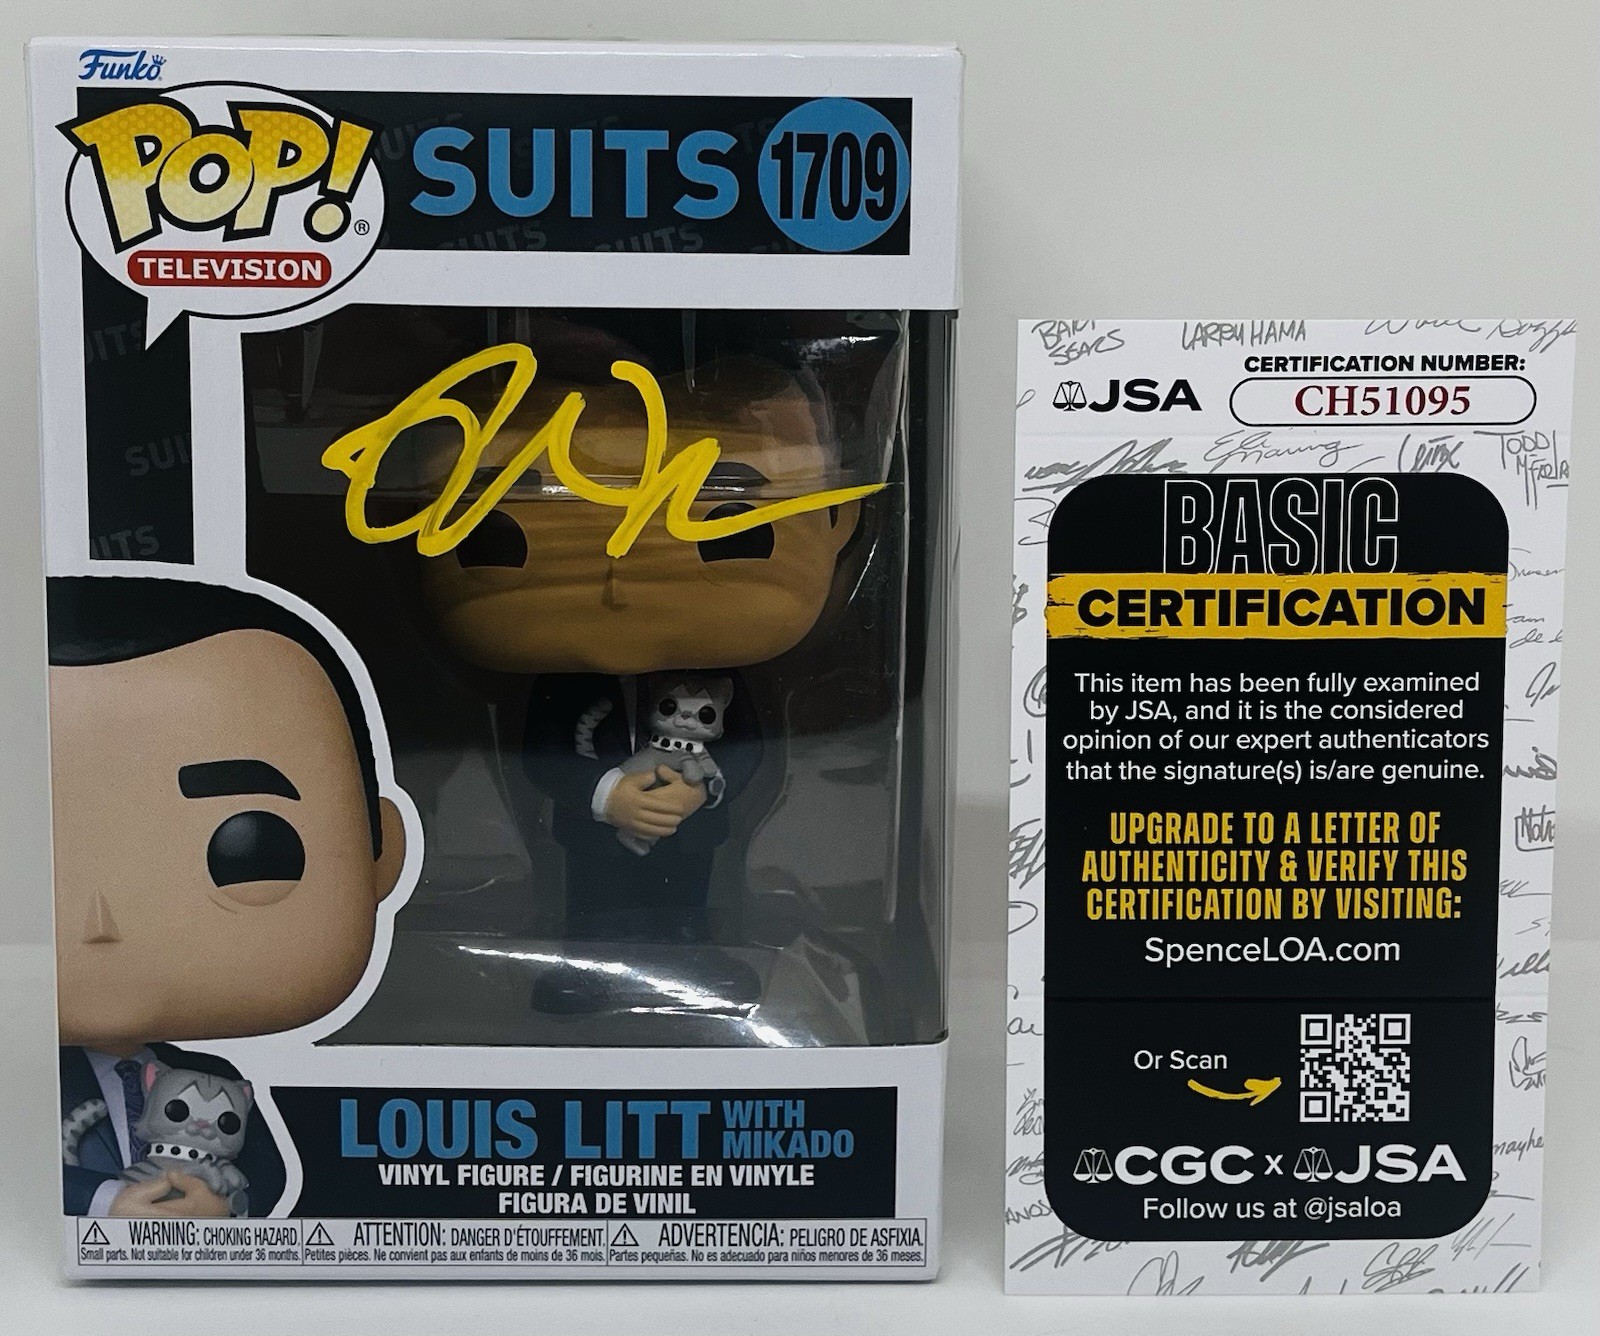 Funko
POP!®
TELEVISION
SUITS 1709
SUITS
SUITS
LOUIS LITT WITH MIKADO
VINYL FIGURE / FIGURINE EN VINYLE
FIGURA DE VINIL
WARNING: CHOKING HAZARD.
Small parts. Not suitable for children under 36 months.
ATTENTION: DANGER D'ÉTOUFFEMENT.
Petites pièces. Ne convient pas aux enfants de moins de 36 mois.
ADVERTENCIA: PELIGRO DE ASFIXIA.
Partes pequeñas. No es adecuado para niños menores de 36 meses.
LARRY HAMA
JSA
CERTIFICATION NUMBER:
CH51095
BASIC
CERTIFICATION
This item has been fully examined
by JSA, and it is the considered
opinion of our expert authenticators
that the signature(s) is/are genuine.
UPGRADE TO A LETTER OF
AUTHENTICITY & VERIFY THIS
CERTIFICATION BY VISITING:
SpenceLOA.com
Or Scan
CGC x JSA
Follow us at @jsaloa